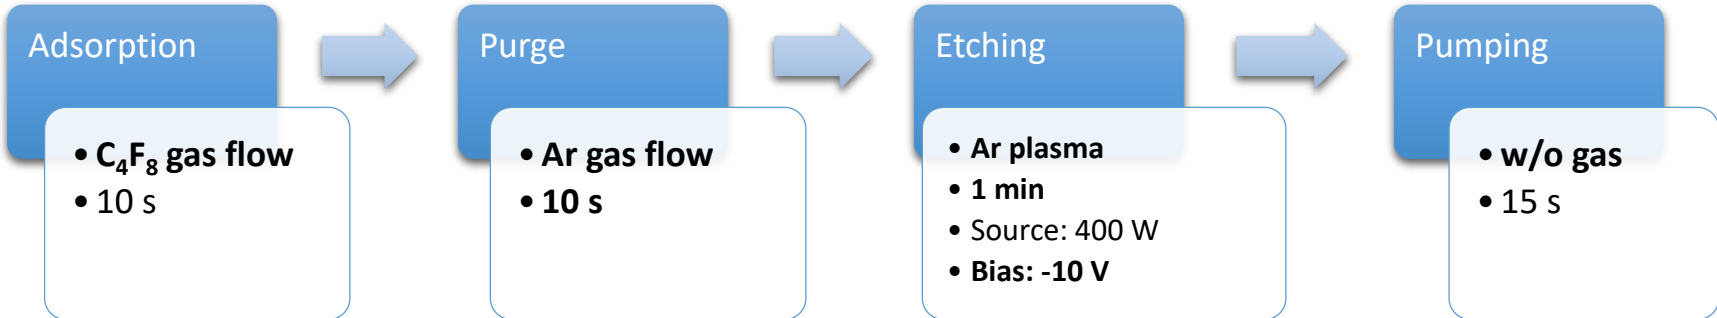 Adsorption
• C₄F₈ gas flow
• 10 s
Purge
• Ar gas flow
• 10 s
Etching
• Ar plasma
• 1 min
• Source: 400 W
• Bias: -10 V
Pumping
• w/o gas
• 15 s